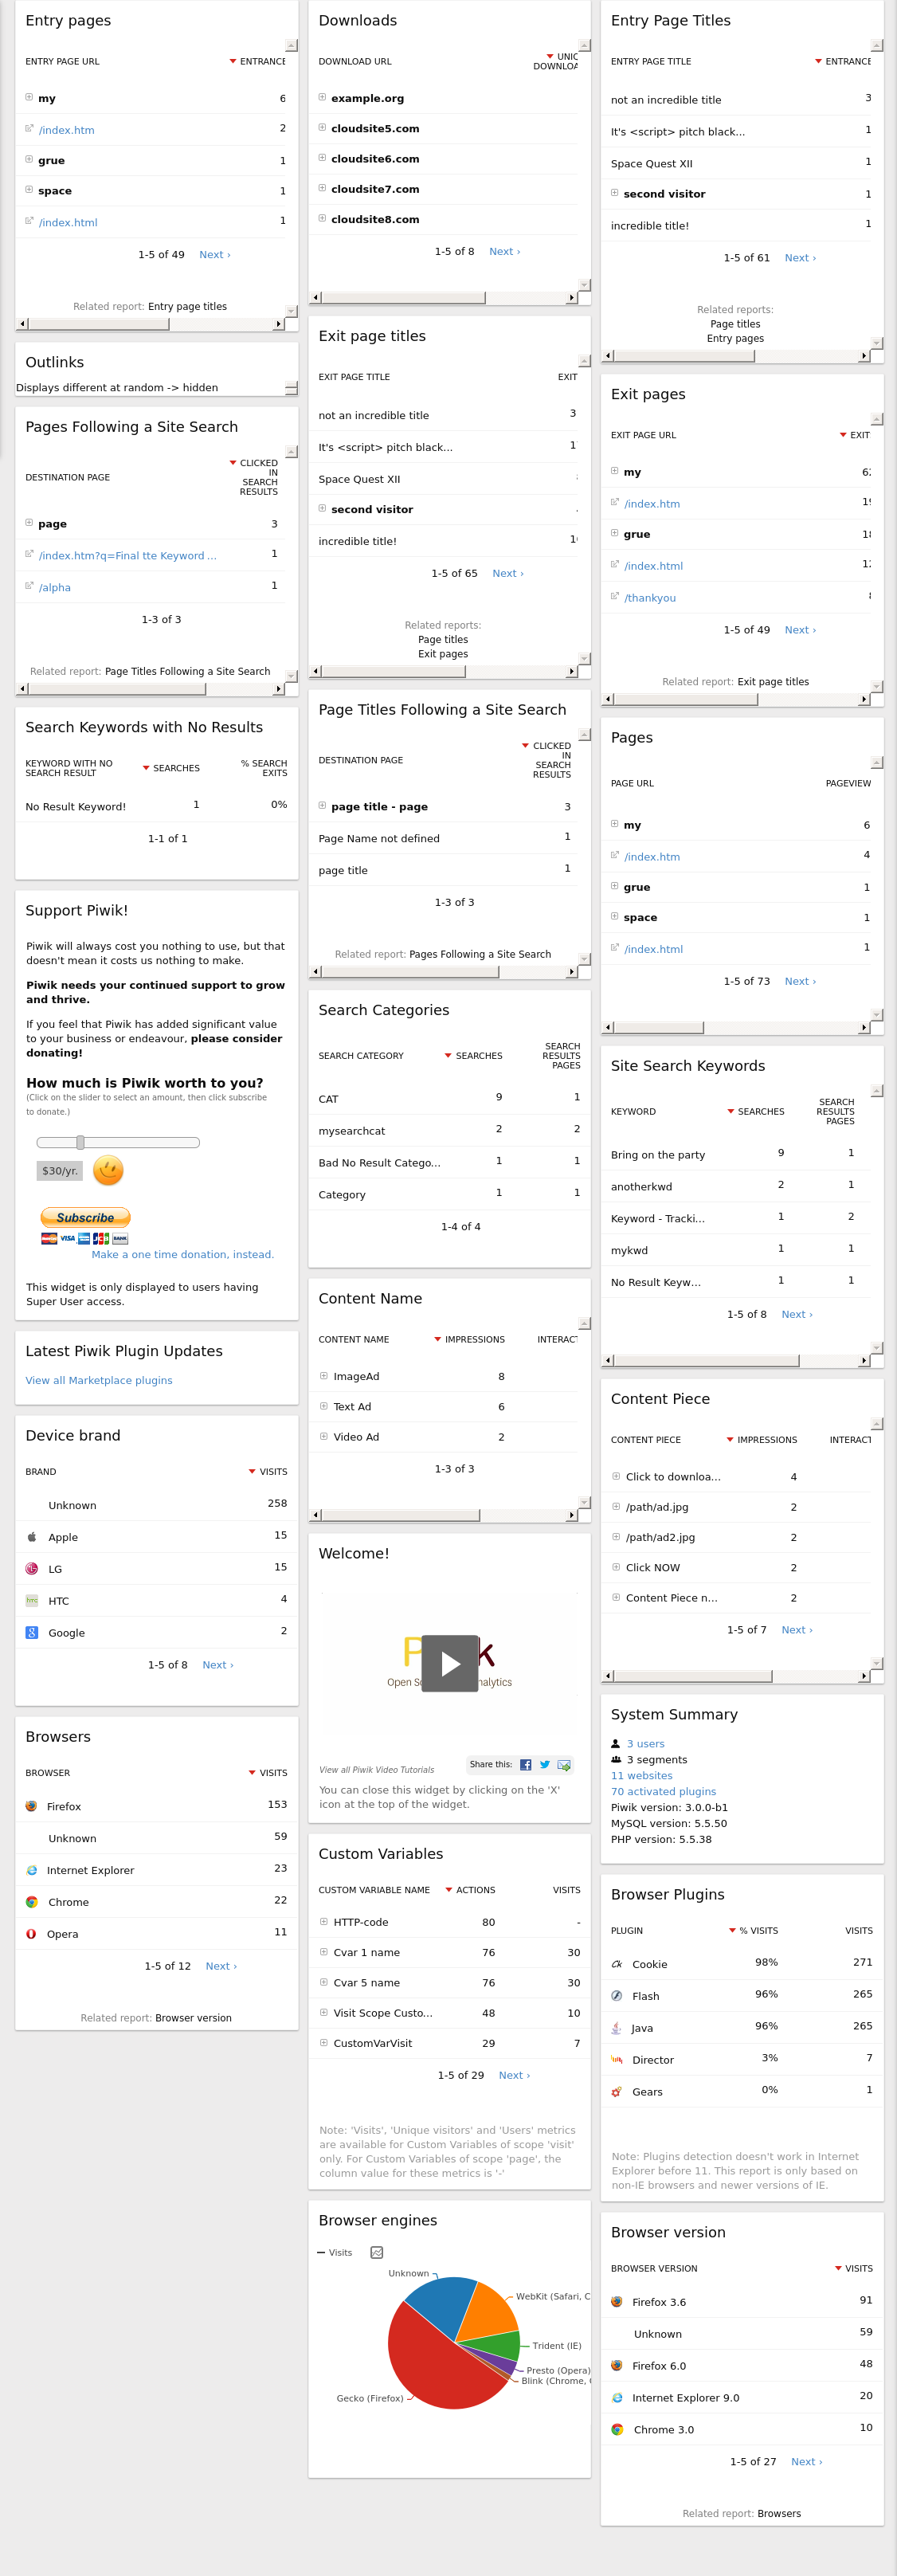 Entry pages
ENTRY PAGE URL ENTRANCE
my 6
/index.htm 2
grue 1
space 1
/index.html 1
1-5 of 49 Next ›
Related report: Entry page titles
Outlinks
Displays different at random -> hidden
Pages Following a Site Search
DESTINATION PAGE CLICKED
IN
SEARCH
RESULTS
page 3
/index.htm?q=Final tte Keyword ... 1
/alpha 1
1-3 of 3
Related report: Page Titles Following a Site Search
Search Keywords with No Results
KEYWORD WITH NO
SEARCH RESULT SEARCHES % SEARCH
EXITS
No Result Keyword! 1 0%
1-1 of 1
Support Piwik!
Piwik will always cost you nothing to use, but that
doesn't mean it costs us nothing to make.
Piwik needs your continued support to grow
and thrive.
If you feel that Piwik has added significant value
to your business or endeavour, please consider
donating!
How much is Piwik worth to you?
(Click on the slider to select an amount, then click subscribe
to donate.)
$30/yr.
Subscribe
VISA
JCB BANK
Make a one time donation, instead.
This widget is only displayed to users having
Super User access.
Latest Piwik Plugin Updates
View all Marketplace plugins
Device brand
BRAND VISITS
Unknown 258
Apple 15
LG 15
HTC 4
Google 2
1-5 of 8 Next ›
Browsers
BROWSER VISITS
Firefox 153
Unknown 59
Internet Explorer 23
Chrome 22
Opera 11
1-5 of 12 Next ›
Related report: Browser version
Downloads
DOWNLOAD URL UNIC
DOWNLOA
example.org
cloudsite5.com
cloudsite6.com
cloudsite7.com
cloudsite8.com
1-5 of 8 Next ›
Exit page titles
EXIT PAGE TITLE EXIT
not an incredible title 3
It's <script> pitch black... 1
Space Quest XII
second visitor
incredible title! 1
1-5 of 65 Next ›
Related reports:
Page titles
Exit pages
Page Titles Following a Site Search
DESTINATION PAGE CLICKED
IN
SEARCH
RESULTS
page title - page 3
Page Name not defined 1
page title 1
1-3 of 3
Related report: Pages Following a Site Search
Search Categories
SEARCH CATEGORY SEARCHES SEARCH
RESULTS
PAGES
CAT 9 1
mysearchcat 2 2
Bad No Result Catego... 1 1
Category 1 1
1-4 of 4
Content Name
CONTENT NAME IMPRESSIONS INTERACT
ImageAd 8
Text Ad 6
Video Ad 2
1-3 of 3
Welcome!
P k
Open S nalytics
View all Piwik Video Tutorials Share this:
You can close this widget by clicking on the 'X'
icon at the top of the widget.
Custom Variables
CUSTOM VARIABLE NAME ACTIONS VISITS
HTTP-code 80 -
Cvar 1 name 76 30
Cvar 5 name 76 30
Visit Scope Custo... 48 10
CustomVarVisit 29 7
1-5 of 29 Next ›
Note: 'Visits', 'Unique visitors' and 'Users' metrics
are available for Custom Variables of scope 'visit'
only. For Custom Variables of scope 'page', the
column value for these metrics is '-'
Browser engines
Visits
Unknown
WebKit (Safari, C
Trident (IE)
Presto (Opera)
Blink (Chrome,
Gecko (Firefox)
Entry Page Titles
ENTRY PAGE TITLE ENTRANCE
not an incredible title 3
It's <script> pitch black... 1
Space Quest XII 1
second visitor 1
incredible title! 1
1-5 of 61 Next ›
Related reports:
Page titles
Entry pages
Exit pages
EXIT PAGE URL EXIT
my 62
/index.htm 19
grue 18
/index.html 12
/thankyou
1-5 of 49 Next ›
Related report: Exit page titles
Pages
PAGE URL PAGEVIEW
my 6
/index.htm 4
grue 1
space 1
/index.html 1
1-5 of 73 Next ›
Site Search Keywords
KEYWORD SEARCHES SEARCH
RESULTS
PAGES
Bring on the party 9 1
anotherkwd 2 1
Keyword - Tracki... 1 2
mykwd 1 1
No Result Keyw... 1 1
1-5 of 8 Next ›
Content Piece
CONTENT PIECE IMPRESSIONS INTERACT
Click to downloa... 4
/path/ad.jpg 2
/path/ad2.jpg 2
Click NOW 2
Content Piece n... 2
1-5 of 7 Next ›
System Summary
3 users
3 segments
11 websites
70 activated plugins
Piwik version: 3.0.0-b1
MySQL version: 5.5.50
PHP version: 5.5.38
Browser Plugins
PLUGIN % VISITS VISITS
Cookie 98% 271
Flash 96% 265
Java 96% 265
Director 3% 7
Gears 0% 1
Note: Plugins detection doesn't work in Internet
Explorer before 11. This report is only based on
non-IE browsers and newer versions of IE.
Browser version
BROWSER VERSION VISITS
Firefox 3.6 91
Unknown 59
Firefox 6.0 48
Internet Explorer 9.0 20
Chrome 3.0 10
1-5 of 27 Next ›
Related report: Browsers